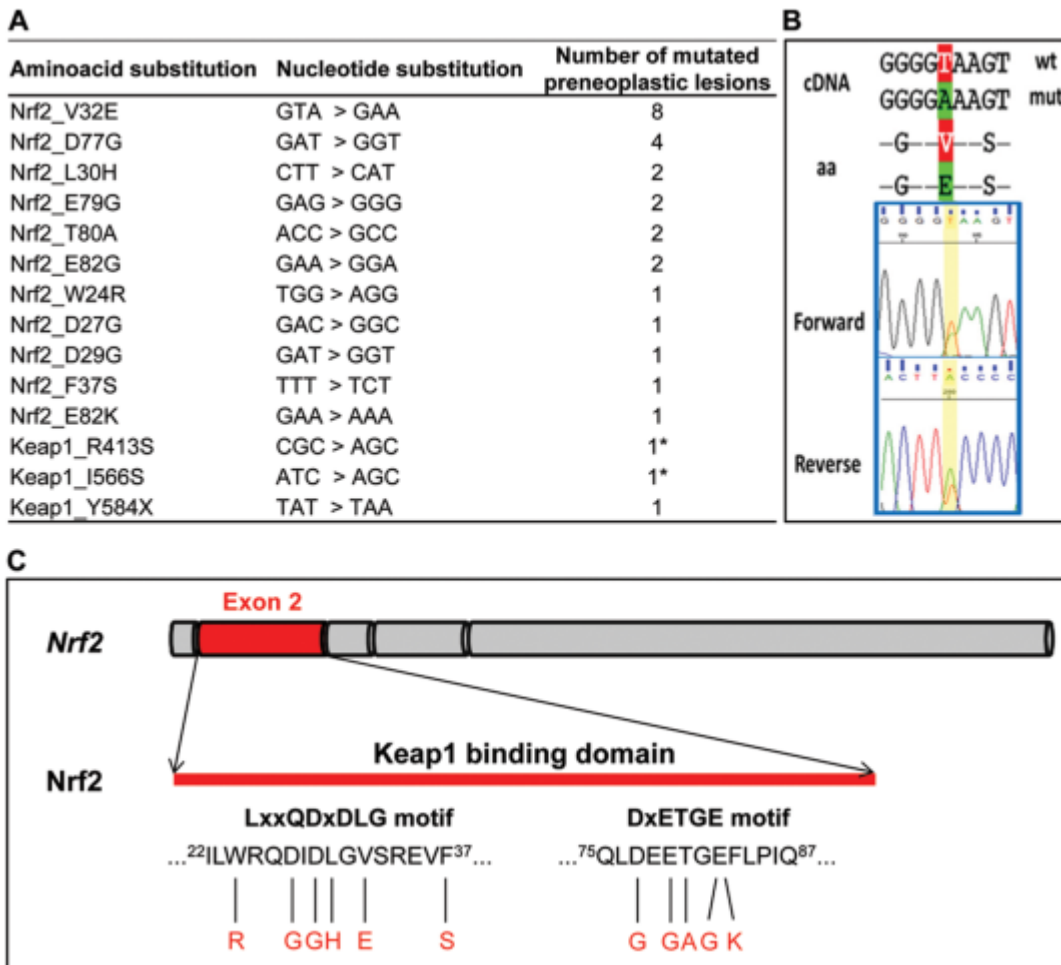 A
Aminoacid substitution Nucleotide substitution Number of mutated preneoplastic lesions
Nrf2_V32E GTA > GAA 8
Nrf2_D77G GAT > GGT 4
Nrf2_L30H CTT > CAT 2
Nrf2_E79G GAG > GGG 2
Nrf2_T80A ACC > GCC 2
Nrf2_E82G GAA > GGA 2
Nrf2_W24R TGG > AGG 1
Nrf2_D27G GAC > GGC 1
Nrf2_D29G GAT > GGT 1
Nrf2_F37S TTT > TCT 1
Nrf2_E82K GAA > AAA 1
Keap1_R413S CGC > AGC 1*
Keap1_I566S ATC > AGC 1*
Keap1_Y584X TAT > TAA 1
B
cDNA
GGGGTAAGT wt
GGGGAAAGT mut
aa
–G––V––S–
–G––E––S–
G G G G T A A G T
Forward
A C T T A C C C C
Reverse
C
Exon 2
Nrf2
Keap1 binding domain
Nrf2
LxxQDxDLG motif DxETGE motif
...²²ILWRQDIDLGVSREVF³⁷... ...⁷⁵QLDEETGEFLPIQ⁸⁷...
R G G H E S G G A G K